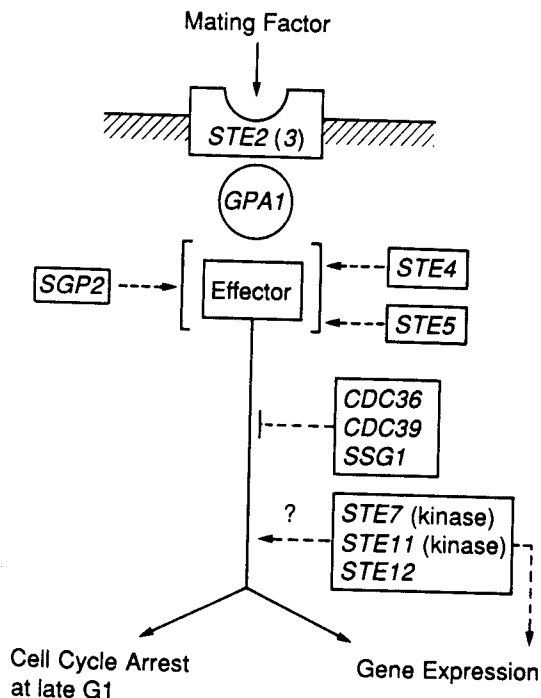 Mating Factor
STE2 (3)
GPA1
SGP2
Effector
STE4
STE5
CDC36
CDC39
SSG1
?
STE7 (kinase)
STE11 (kinase)
STE12
Cell Cycle Arrest
at late G1
Gene Expression